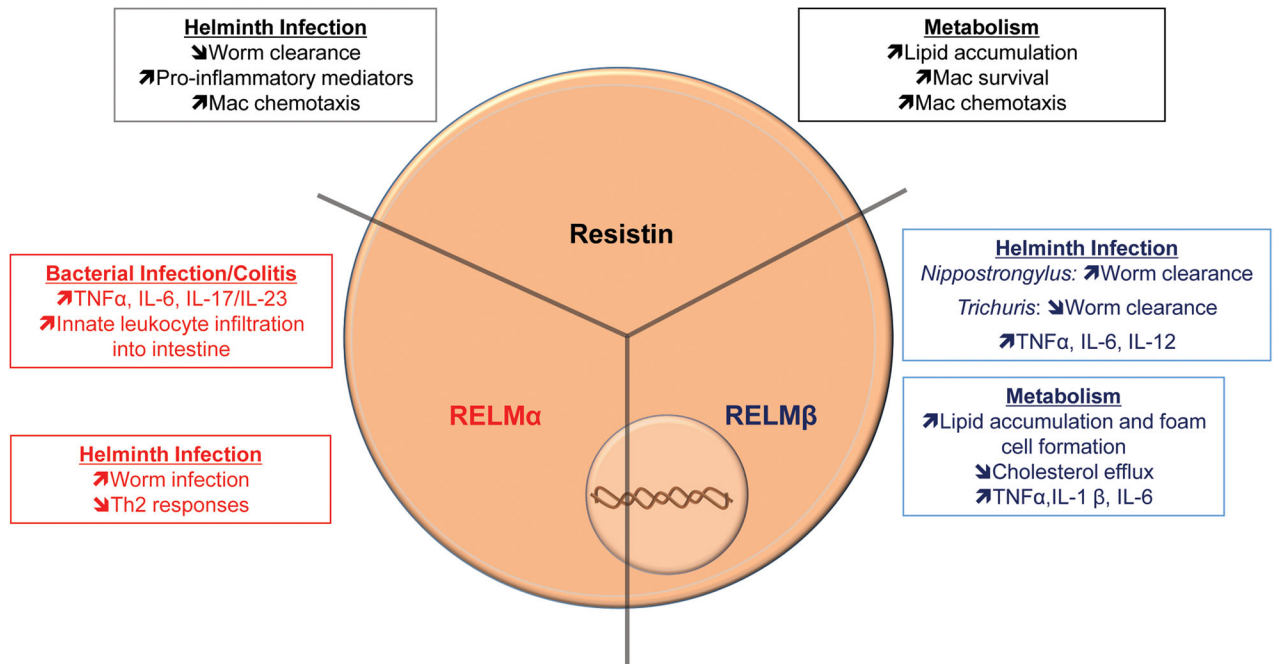 Helminth Infection
↘Worm clearance
↗Pro-inflammatory mediators
↗Mac chemotaxis
Metabolism
↗Lipid accumulation
↗Mac survival
↗Mac chemotaxis
Resistin
Bacterial Infection/Colitis
↗TNFα, IL-6, IL-17/IL-23
↗Innate leukocyte infiltration
into intestine
Helminth Infection
Nippostrongylus: ↗Worm clearance
Trichuris: ↘Worm clearance
↗TNFα, IL-6, IL-12
RELMα
RELMβ
Helminth Infection
↗Worm infection
↘Th2 responses
Metabolism
↗Lipid accumulation and foam
cell formation
↘Cholesterol efflux
↗TNFα,IL-1 β, IL-6